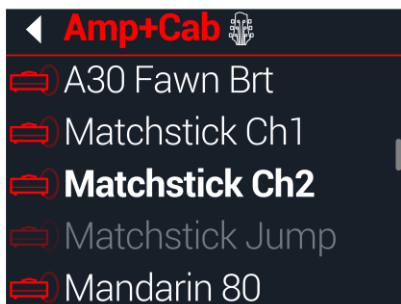 Amp+Cab
A30 Fawn Brt
Matchstick Ch1
Matchstick Ch2
Matchstick Jump
Mandarin 80